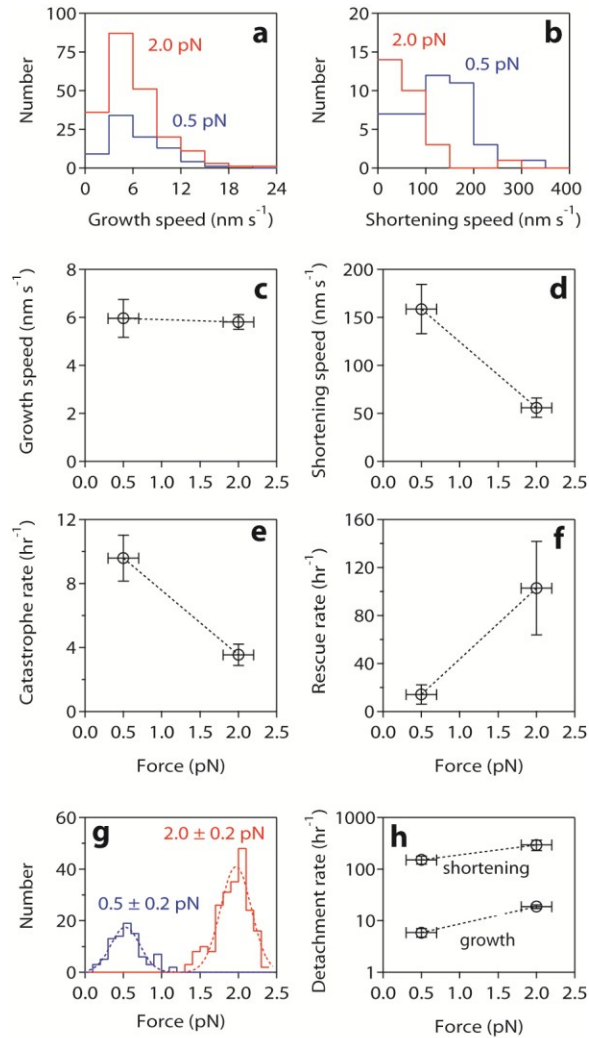 100
75
50
25
0
Number
a
2.0 pN
0.5 pN
0 6 12 18 24
Growth speed (nm s-1)
20
15
10
5
0
Number
b
2.0 pN
0.5 pN
0 100 200 300 400
Shortening speed (nm s-1)
8
6
4
2
0
Growth speed (nm s-1)
c
0.0 0.5 1.0 1.5 2.0 2.5
200
150
100
50
0
Shortening speed (nm s-1)
d
0.0 0.5 1.0 1.5 2.0 2.5
12
8
4
0
Catastrophe rate (hr-1)
e
0.0 0.5 1.0 1.5 2.0 2.5
Force (pN)
160
120
80
40
0
Rescue rate (hr-1)
f
0.0 0.5 1.0 1.5 2.0 2.5
Force (pN)
60
40
20
0
Number
g
2.0 ± 0.2 pN
0.5 ± 0.2 pN
0.0 0.5 1.0 1.5 2.0 2.5
Force (pN)
1000
100
10
1
Detachment rate (hr-1)
h
shortening
growth
0.0 0.5 1.0 1.5 2.0 2.5
Force (pN)